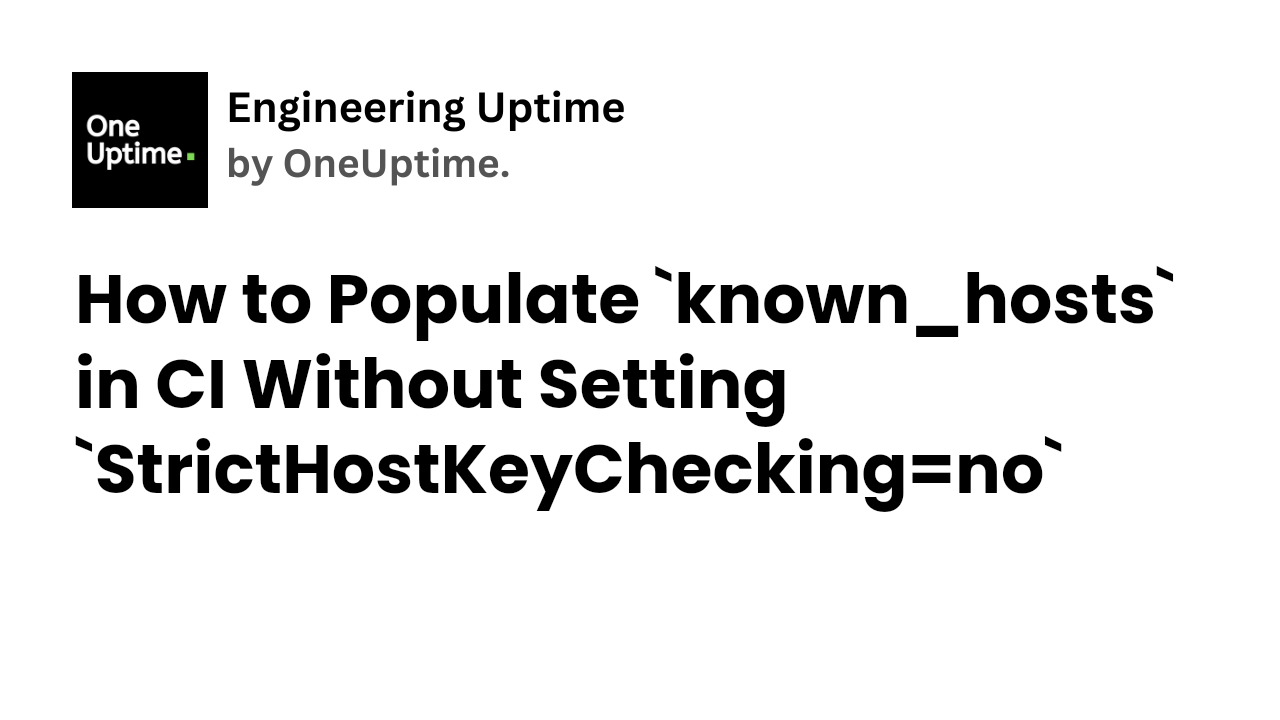 One
Uptime.
Engineering Uptime
by OneUptime.
How to Populate `known_hosts`
in CI Without Setting
`StrictHostKeyChecking=no`